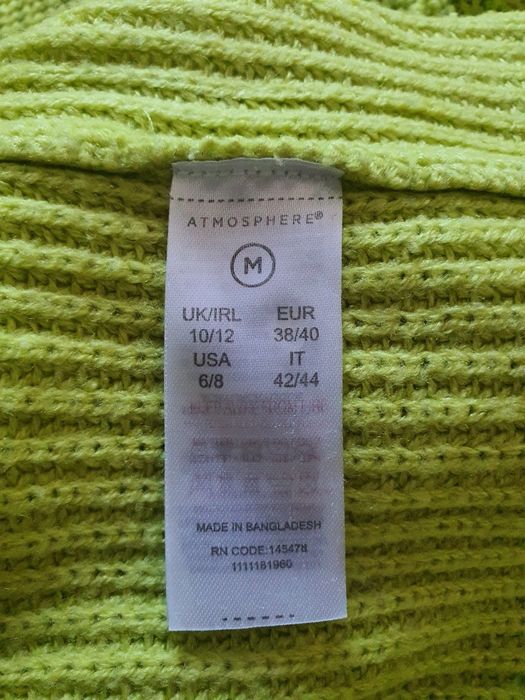 ATMOSPHERE®
M
UK/IRL EUR
10/12 38/40
USA IT
6/8 42/44
MADE IN BANGLADESH
RN CODE:145478
1111181960